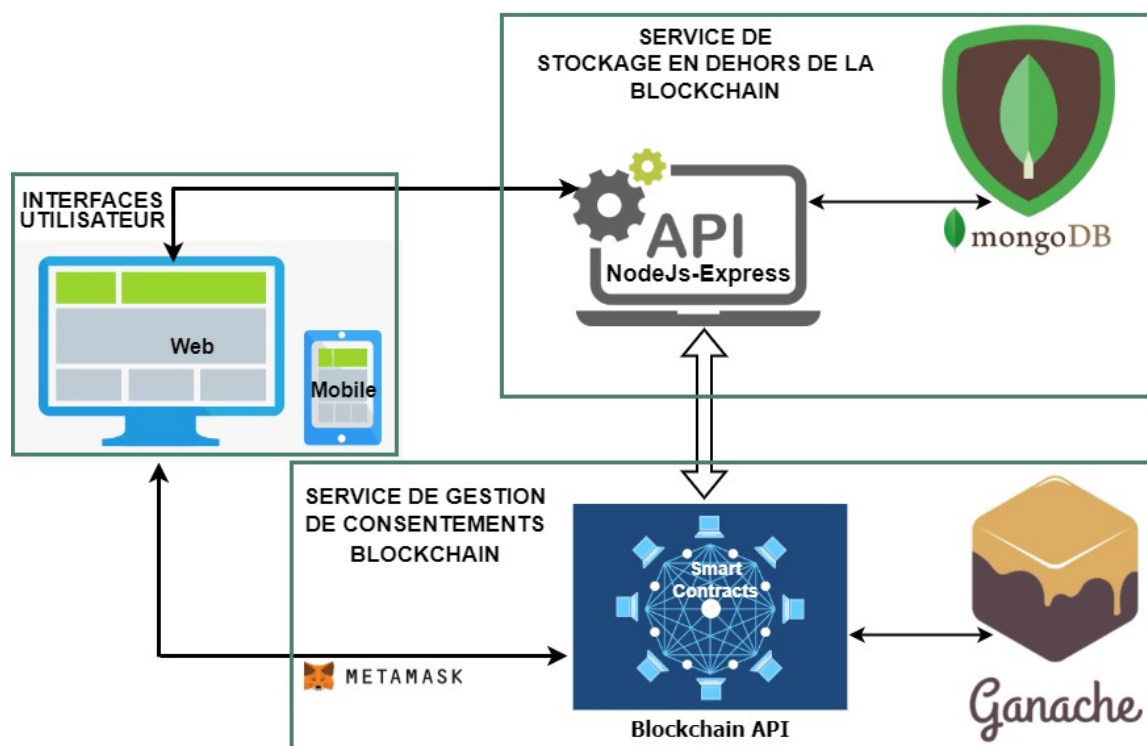 SERVICE DE
STOCKAGE EN DEHORS DE LA
BLOCKCHAIN
API
NodeJs-Express
mongoDB
INTERFACES
UTILISATEUR
Web
Mobile
SERVICE DE GESTION
DE CONSENTEMENTS
BLOCKCHAIN
Smart
Contracts
METAMASK
Blockchain API
Ganache